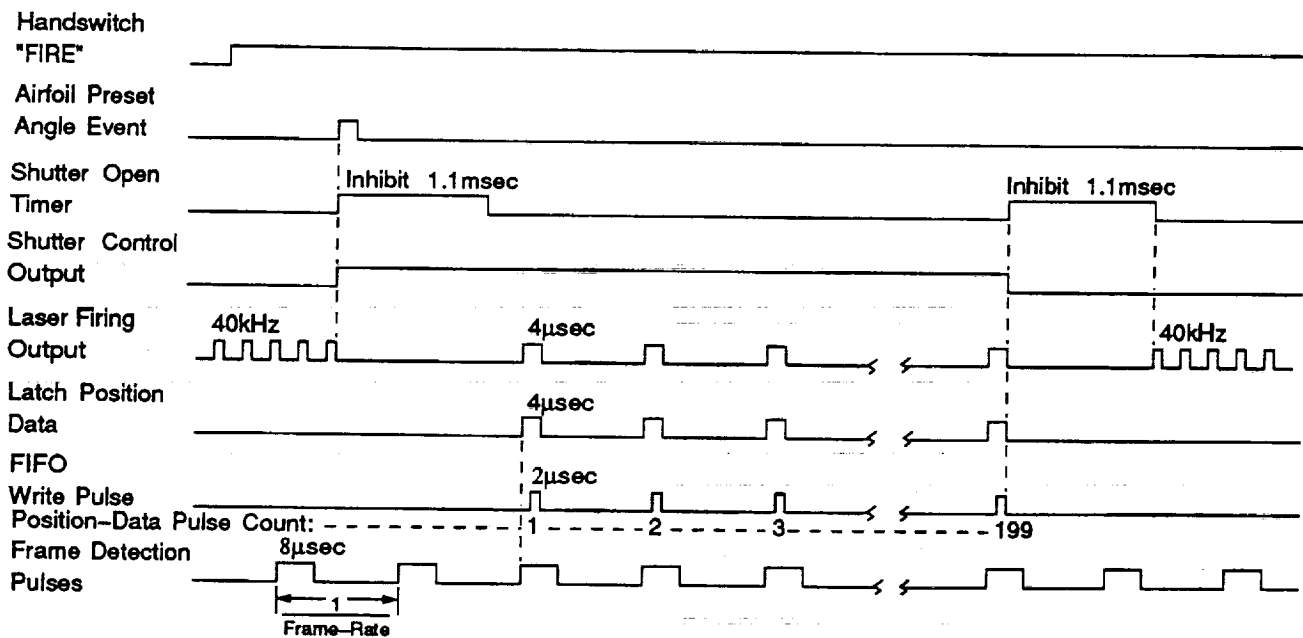 Handswitch
"FIRE"
Airfoil Preset
Angle Event
Shutter Open
Timer
Inhibit 1.1msec
Inhibit 1.1msec
Shutter Control
Output
Laser Firing
Output
40kHz
4μsec
40kHz
Latch Position
Data
4μsec
FIFO
Write Pulse
2μsec
Position-Data Pulse Count: 1 2 3 199
Frame Detection
Pulses
8μsec
1
Frame-Rate